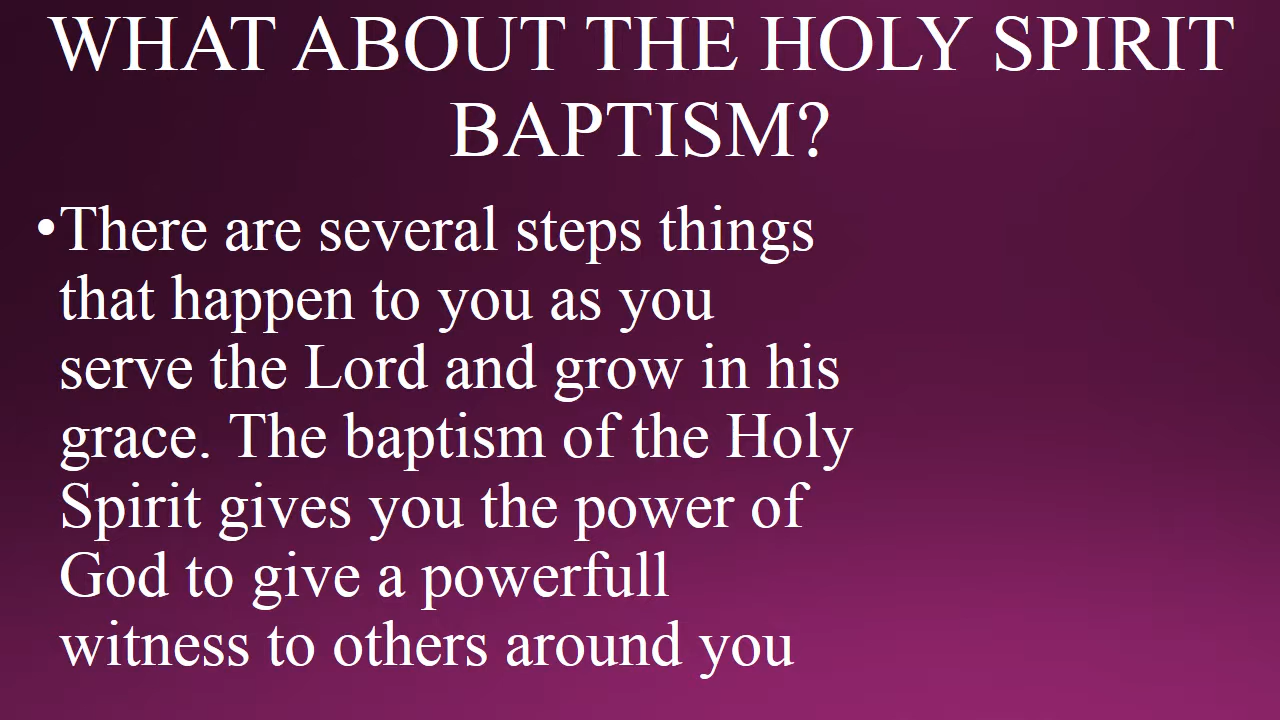 WHAT ABOUT THE HOLY SPIRIT
BAPTISM?
•There are several steps things
that happen to you as you
serve the Lord and grow in his
grace. The baptism of the Holy
Spirit gives you the power of
God to give a powerfull
witness to others around you